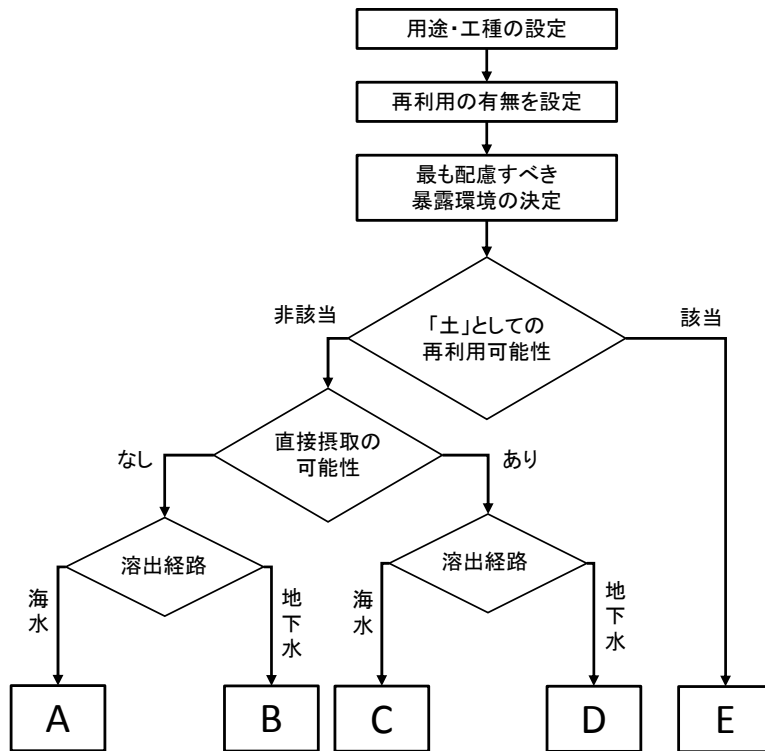 用途・工種の設定
再利用の有無を設定
最も配慮すべき
暴露環境の決定
「土」としての
再利用可能性
非該当
該当
直接摂取の
可能性
なし
あり
溶出経路
溶出経路
海水
地下水
海水
地下水
A
B
C
D
E